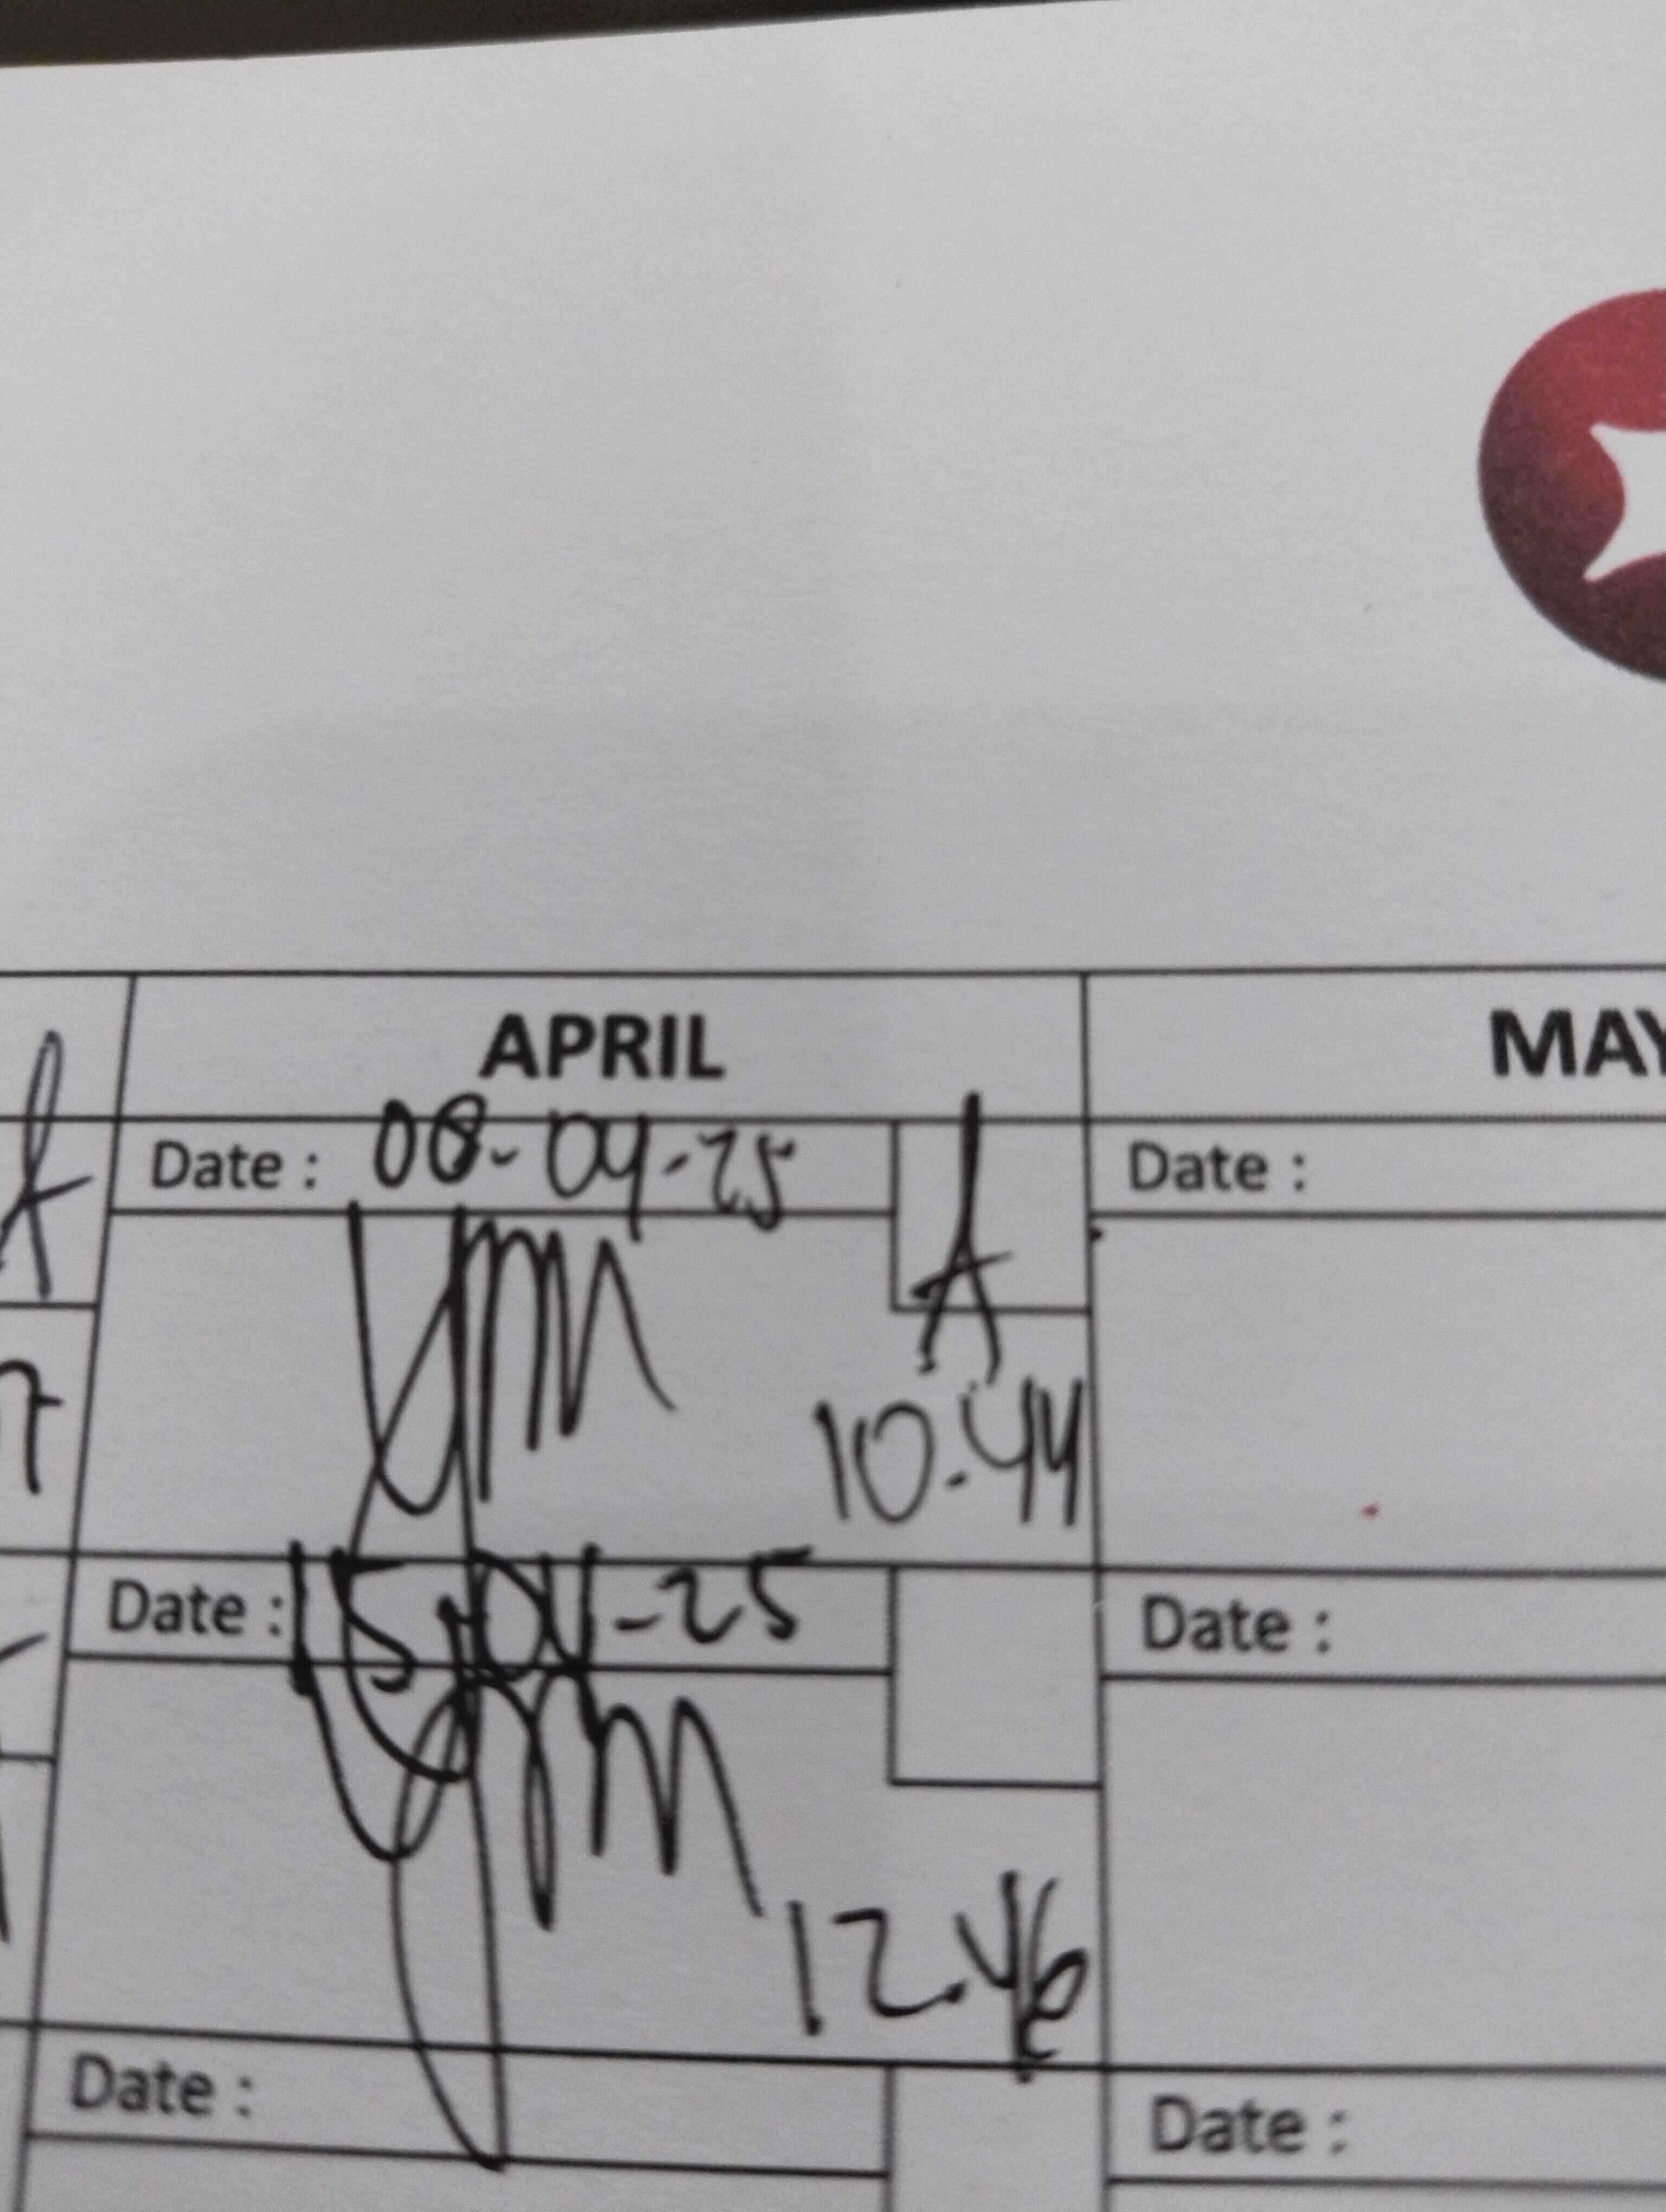 APRIL
MAY
Date : 08-04-25
A
Date :
10.44
Date : 15-04-25
Date :
12.46
Date :
Date :